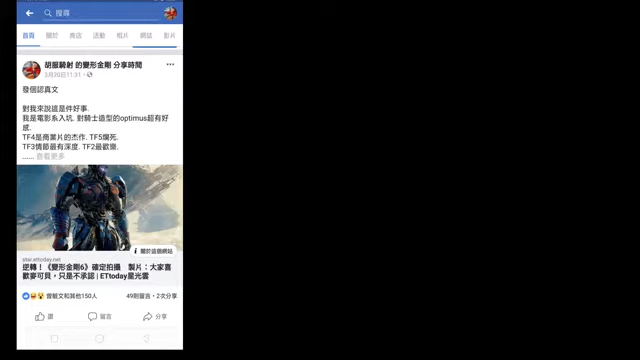 搜尋
首頁 關於 商店 活動 相片 網誌 影片
胡服騎射 的變形金剛 分享時間
3月20日11:31
發個認真文
對我來說這是件好事.
我是電影系入坑. 對騎士造型的optimus超有好
感.
TF4是商業片的傑作. TF5爛死.
TF3情節最有深度. TF2最歡樂.
...... 查看更多
關於這個網站
star.ettoday.net
逆轉！《變形金剛6》確定拍攝 製片：大家喜
歡麥可貝，只是不承認 | ETtoday星光雲
曾毓文和其他150人 49則留言・2次分享
讚 留言 分享